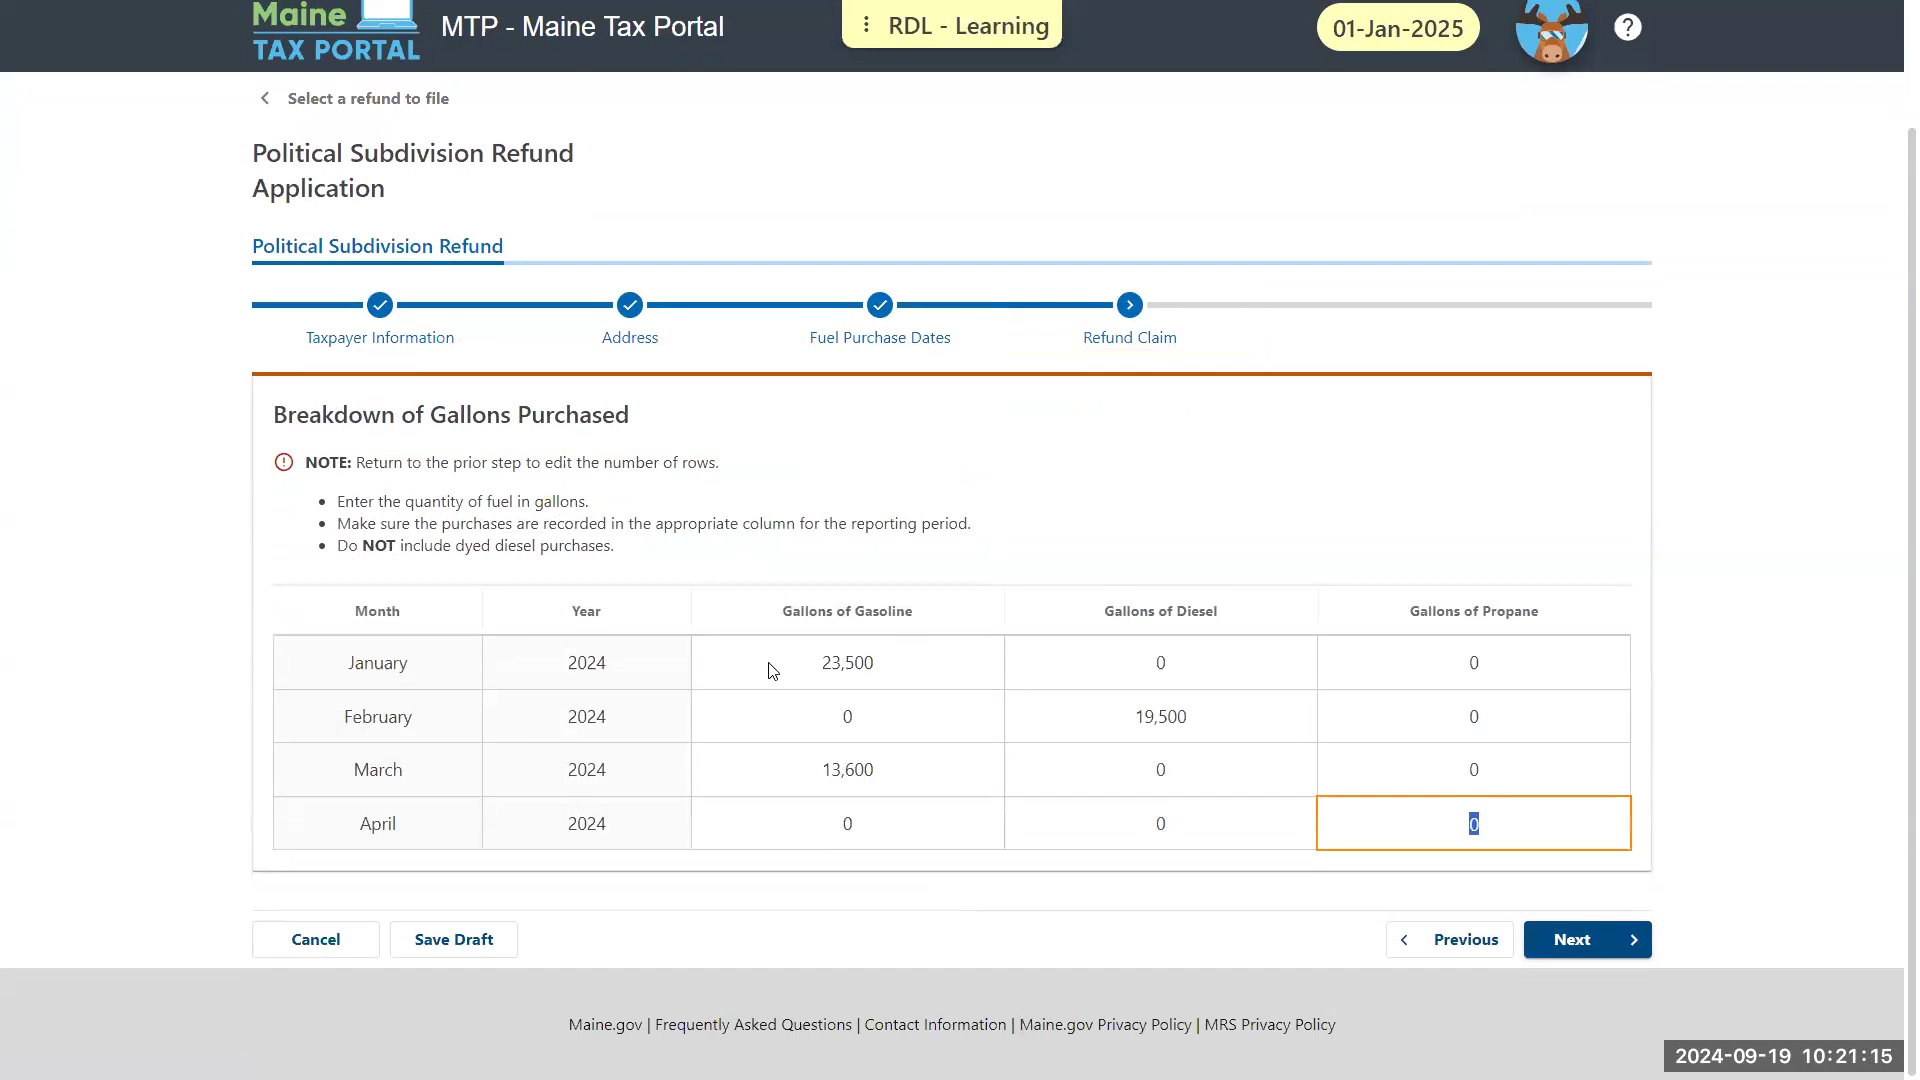 Maine
TAX PORTAL
MTP - Maine Tax Portal
RDL - Learning
01-Jan-2025
?
Select a refund to file
Political Subdivision Refund
Application
Political Subdivision Refund
Taxpayer Information
Address
Fuel Purchase Dates
Refund Claim
Breakdown of Gallons Purchased
NOTE: Return to the prior step to edit the number of rows.
Enter the quantity of fuel in gallons.
Make sure the purchases are recorded in the appropriate column for the reporting period.
Do NOT include dyed diesel purchases.
Month Year Gallons of Gasoline Gallons of Diesel Gallons of Propane
January 2024 23,500 0 0
February 2024 0 19,500 0
March 2024 13,600 0 0
April 2024 0 0 0
Cancel
Save Draft
Previous
Next
Maine.gov | Frequently Asked Questions | Contact Information | Maine.gov Privacy Policy | MRS Privacy Policy
2024-09-19 10:21:15